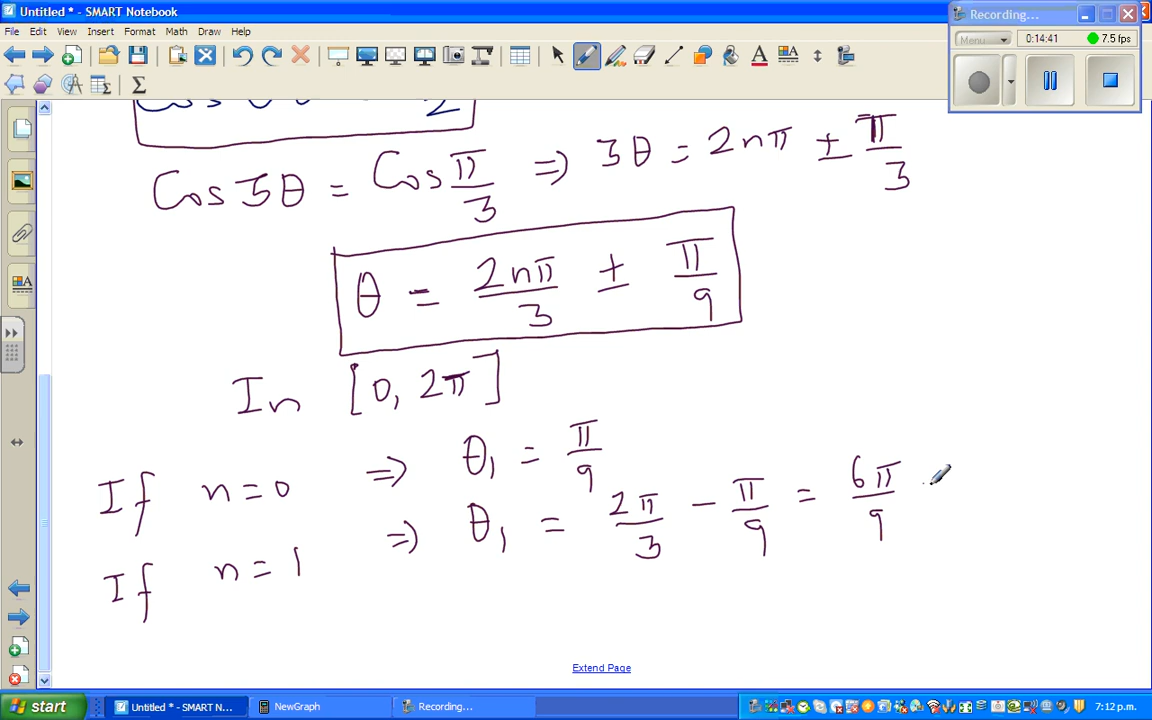 Untitled * - SMART Notebook
Recording...
File Edit View Insert Format Math Draw Help
Menu 0:14:41 7.5 fps
Cos 3θ = Cos π/3 ⇒ 3θ = 2nπ ± π/3
θ = 2nπ/3 ± π/9
In [0, 2π]
If n=0 ⇒ θ₁ = π/9
If n=1 ⇒ θ₁ = 2π/3 − π/9 = 6π/9
Extend Page
start Untitled * - SMART N... NewGraph Recording... 7:12 p.m.